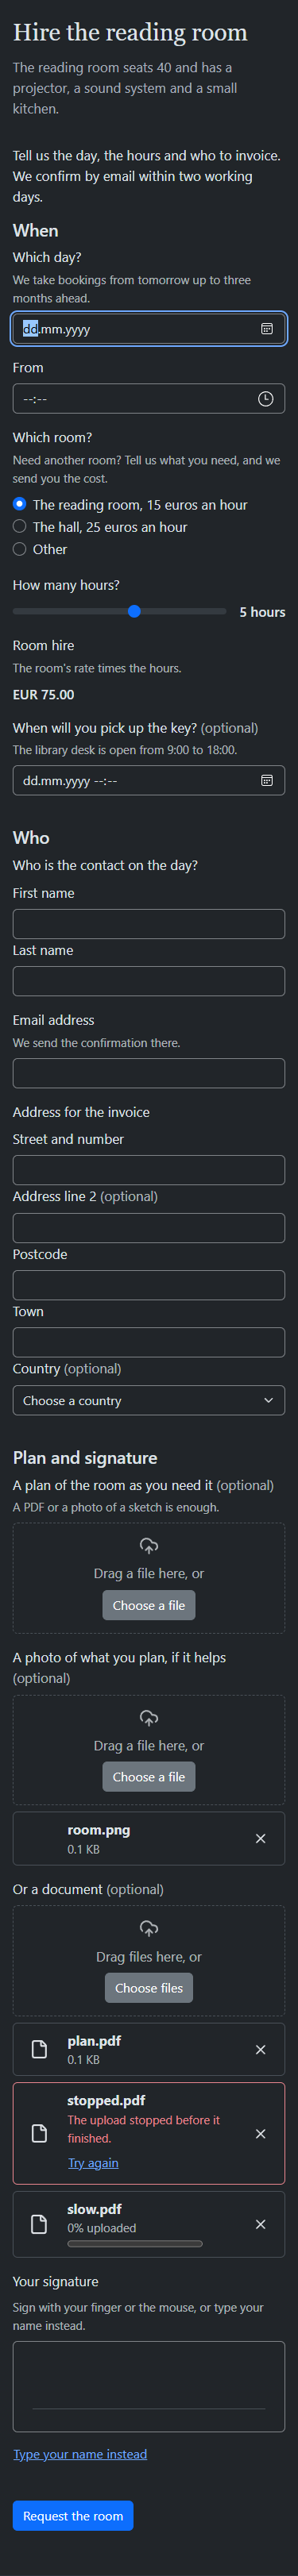 Hire the reading room
The reading room seats 40 and has a
projector, a sound system and a small
kitchen.
Tell us the day, the hours and who to invoice.
We confirm by email within two working
days.
When
Which day?
We take bookings from tomorrow up to three
months ahead.
dd.mm.yyyy
From
--:--
Which room?
Need another room? Tell us what you need, and we
send you the cost.
The reading room, 15 euros an hour
The hall, 25 euros an hour
Other
How many hours?
5 hours
Room hire
The room's rate times the hours.
EUR 75.00
When will you pick up the key? (optional)
The library desk is open from 9:00 to 18:00.
dd.mm.yyyy --:--
Who
Who is the contact on the day?
First name
Last name
Email address
We send the confirmation there.
Address for the invoice
Street and number
Address line 2 (optional)
Postcode
Town
Country (optional)
Choose a country
Plan and signature
A plan of the room as you need it (optional)
A PDF or a photo of a sketch is enough.
Drag a file here, or
Choose a file
A photo of what you plan, if it helps
(optional)
Drag a file here, or
Choose a file
room.png
0.1 KB
Or a document (optional)
Drag files here, or
Choose files
plan.pdf
0.1 KB
stopped.pdf
The upload stopped before it
finished.
Try again
slow.pdf
0% uploaded
Your signature
Sign with your finger or the mouse, or type your
name instead.
Type your name instead
Request the room